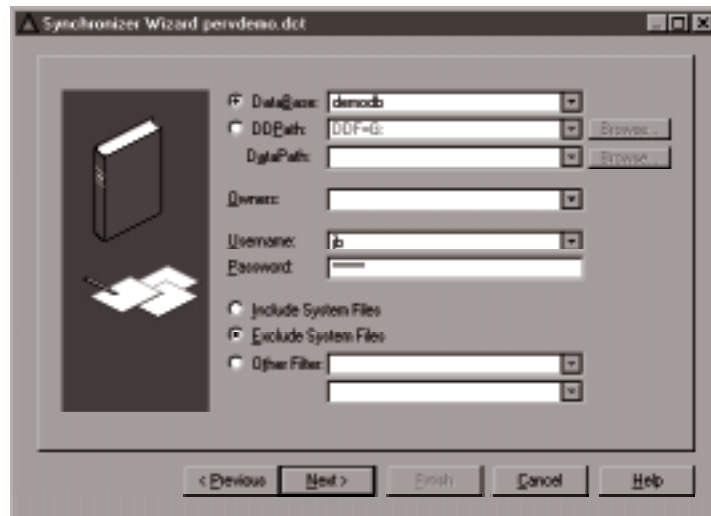 Synchronizer Wizard pervdemo.dct
DataBase: demodb
DDPath: DDF=G: Browse...
DataPath: Browse...
Owners:
Username: jb
Password:
Include System Files
Exclude System Files
Other Filter:
< Previous Next > Finish Cancel Help